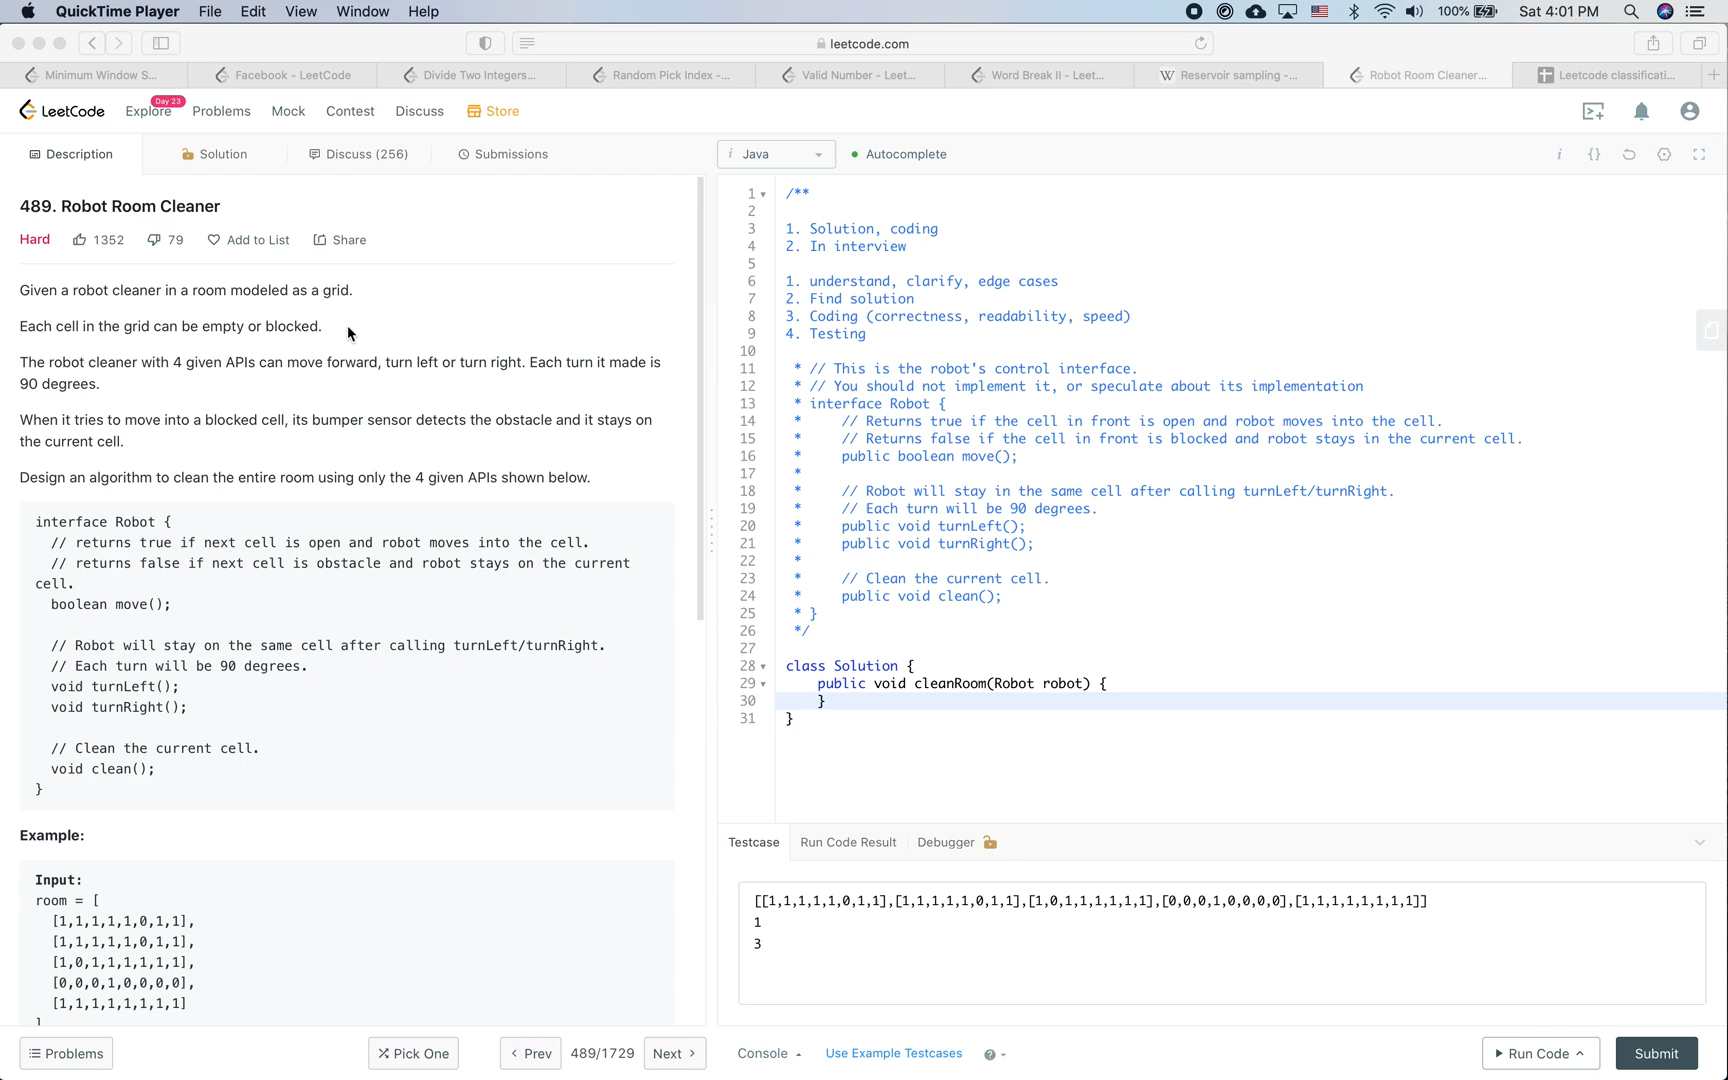 QuickTime Player File Edit View Window Help 100% Sat 4:01 PM
leetcode.com
Minimum Window S... Facebook - LeetCode Divide Two Integers... Random Pick Index -... Valid Number - Leet... Word Break II - Leet... W Reservoir sampling -... Robot Room Cleaner... Leetcode classificati...
LeetCode Explore Day 23 Problems Mock Contest Discuss Store
Description Solution Discuss (256) Submissions
i Java Autocomplete i {}
489. Robot Room Cleaner
Hard 1352 79 Add to List Share
Given a robot cleaner in a room modeled as a grid.
Each cell in the grid can be empty or blocked.
The robot cleaner with 4 given APIs can move forward, turn left or turn right. Each turn it made is
90 degrees.
When it tries to move into a blocked cell, its bumper sensor detects the obstacle and it stays on
the current cell.
Design an algorithm to clean the entire room using only the 4 given APIs shown below.
interface Robot {
// returns true if next cell is open and robot moves into the cell.
// returns false if next cell is obstacle and robot stays on the current
cell.
boolean move();
// Robot will stay on the same cell after calling turnLeft/turnRight.
// Each turn will be 90 degrees.
void turnLeft();
void turnRight();
// Clean the current cell.
void clean();
}
Example:
Input:
room = [
[1,1,1,1,1,0,1,1],
[1,1,1,1,1,0,1,1],
[1,0,1,1,1,1,1,1],
[0,0,0,1,0,0,0,0],
[1,1,1,1,1,1,1,1]
]
1 /**
2
3 1. Solution, coding
4 2. In interview
5
6 1. understand, clarify, edge cases
7 2. Find solution
8 3. Coding (correctness, readability, speed)
9 4. Testing
10
11 * // This is the robot's control interface.
12 * // You should not implement it, or speculate about its implementation
13 * interface Robot {
14 * // Returns true if the cell in front is open and robot moves into the cell.
15 * // Returns false if the cell in front is blocked and robot stays in the current cell.
16 * public boolean move();
17 *
18 * // Robot will stay in the same cell after calling turnLeft/turnRight.
19 * // Each turn will be 90 degrees.
20 * public void turnLeft();
21 * public void turnRight();
22 *
23 * // Clean the current cell.
24 * public void clean();
25 * }
26 */
27
28 class Solution {
29 public void cleanRoom(Robot robot) {
30 }
31 }
Testcase Run Code Result Debugger
[[1,1,1,1,1,0,1,1],[1,1,1,1,1,0,1,1],[1,0,1,1,1,1,1,1],[0,0,0,1,0,0,0,0],[1,1,1,1,1,1,1,1]]
1
3
Problems Pick One Prev 489/1729 Next Console Use Example Testcases ? Run Code Submit